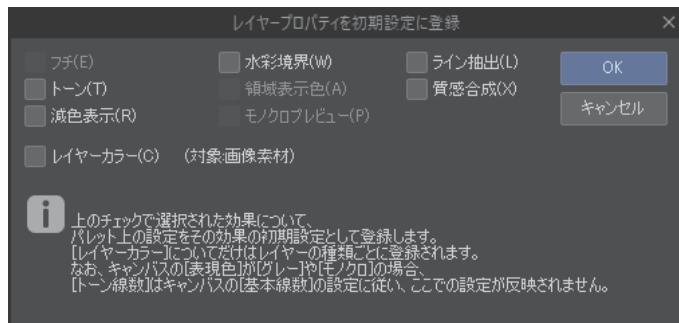 レイヤープロパティを初期設定に登録
フチ(E) 水彩境界(W) ライン抽出(L) OK
トーン(T) 領域表示色(A) 質感合成(X)
減色表示(R) モノクロプレビュー(P) キャンセル
レイヤーカラー(C) (対象:画像素材)
上のチェックで選択された効果について、
パレット上の設定をその効果の初期設定として登録します。
[レイヤーカラー]についてだけはレイヤーの種類ごとに登録されます。
なお、キャンバスの[表現色]が[グレー]や[モノクロ]の場合、
[トーン線数]はキャンバスの[基本線数]の設定に従い、ここでの設定が反映されません。